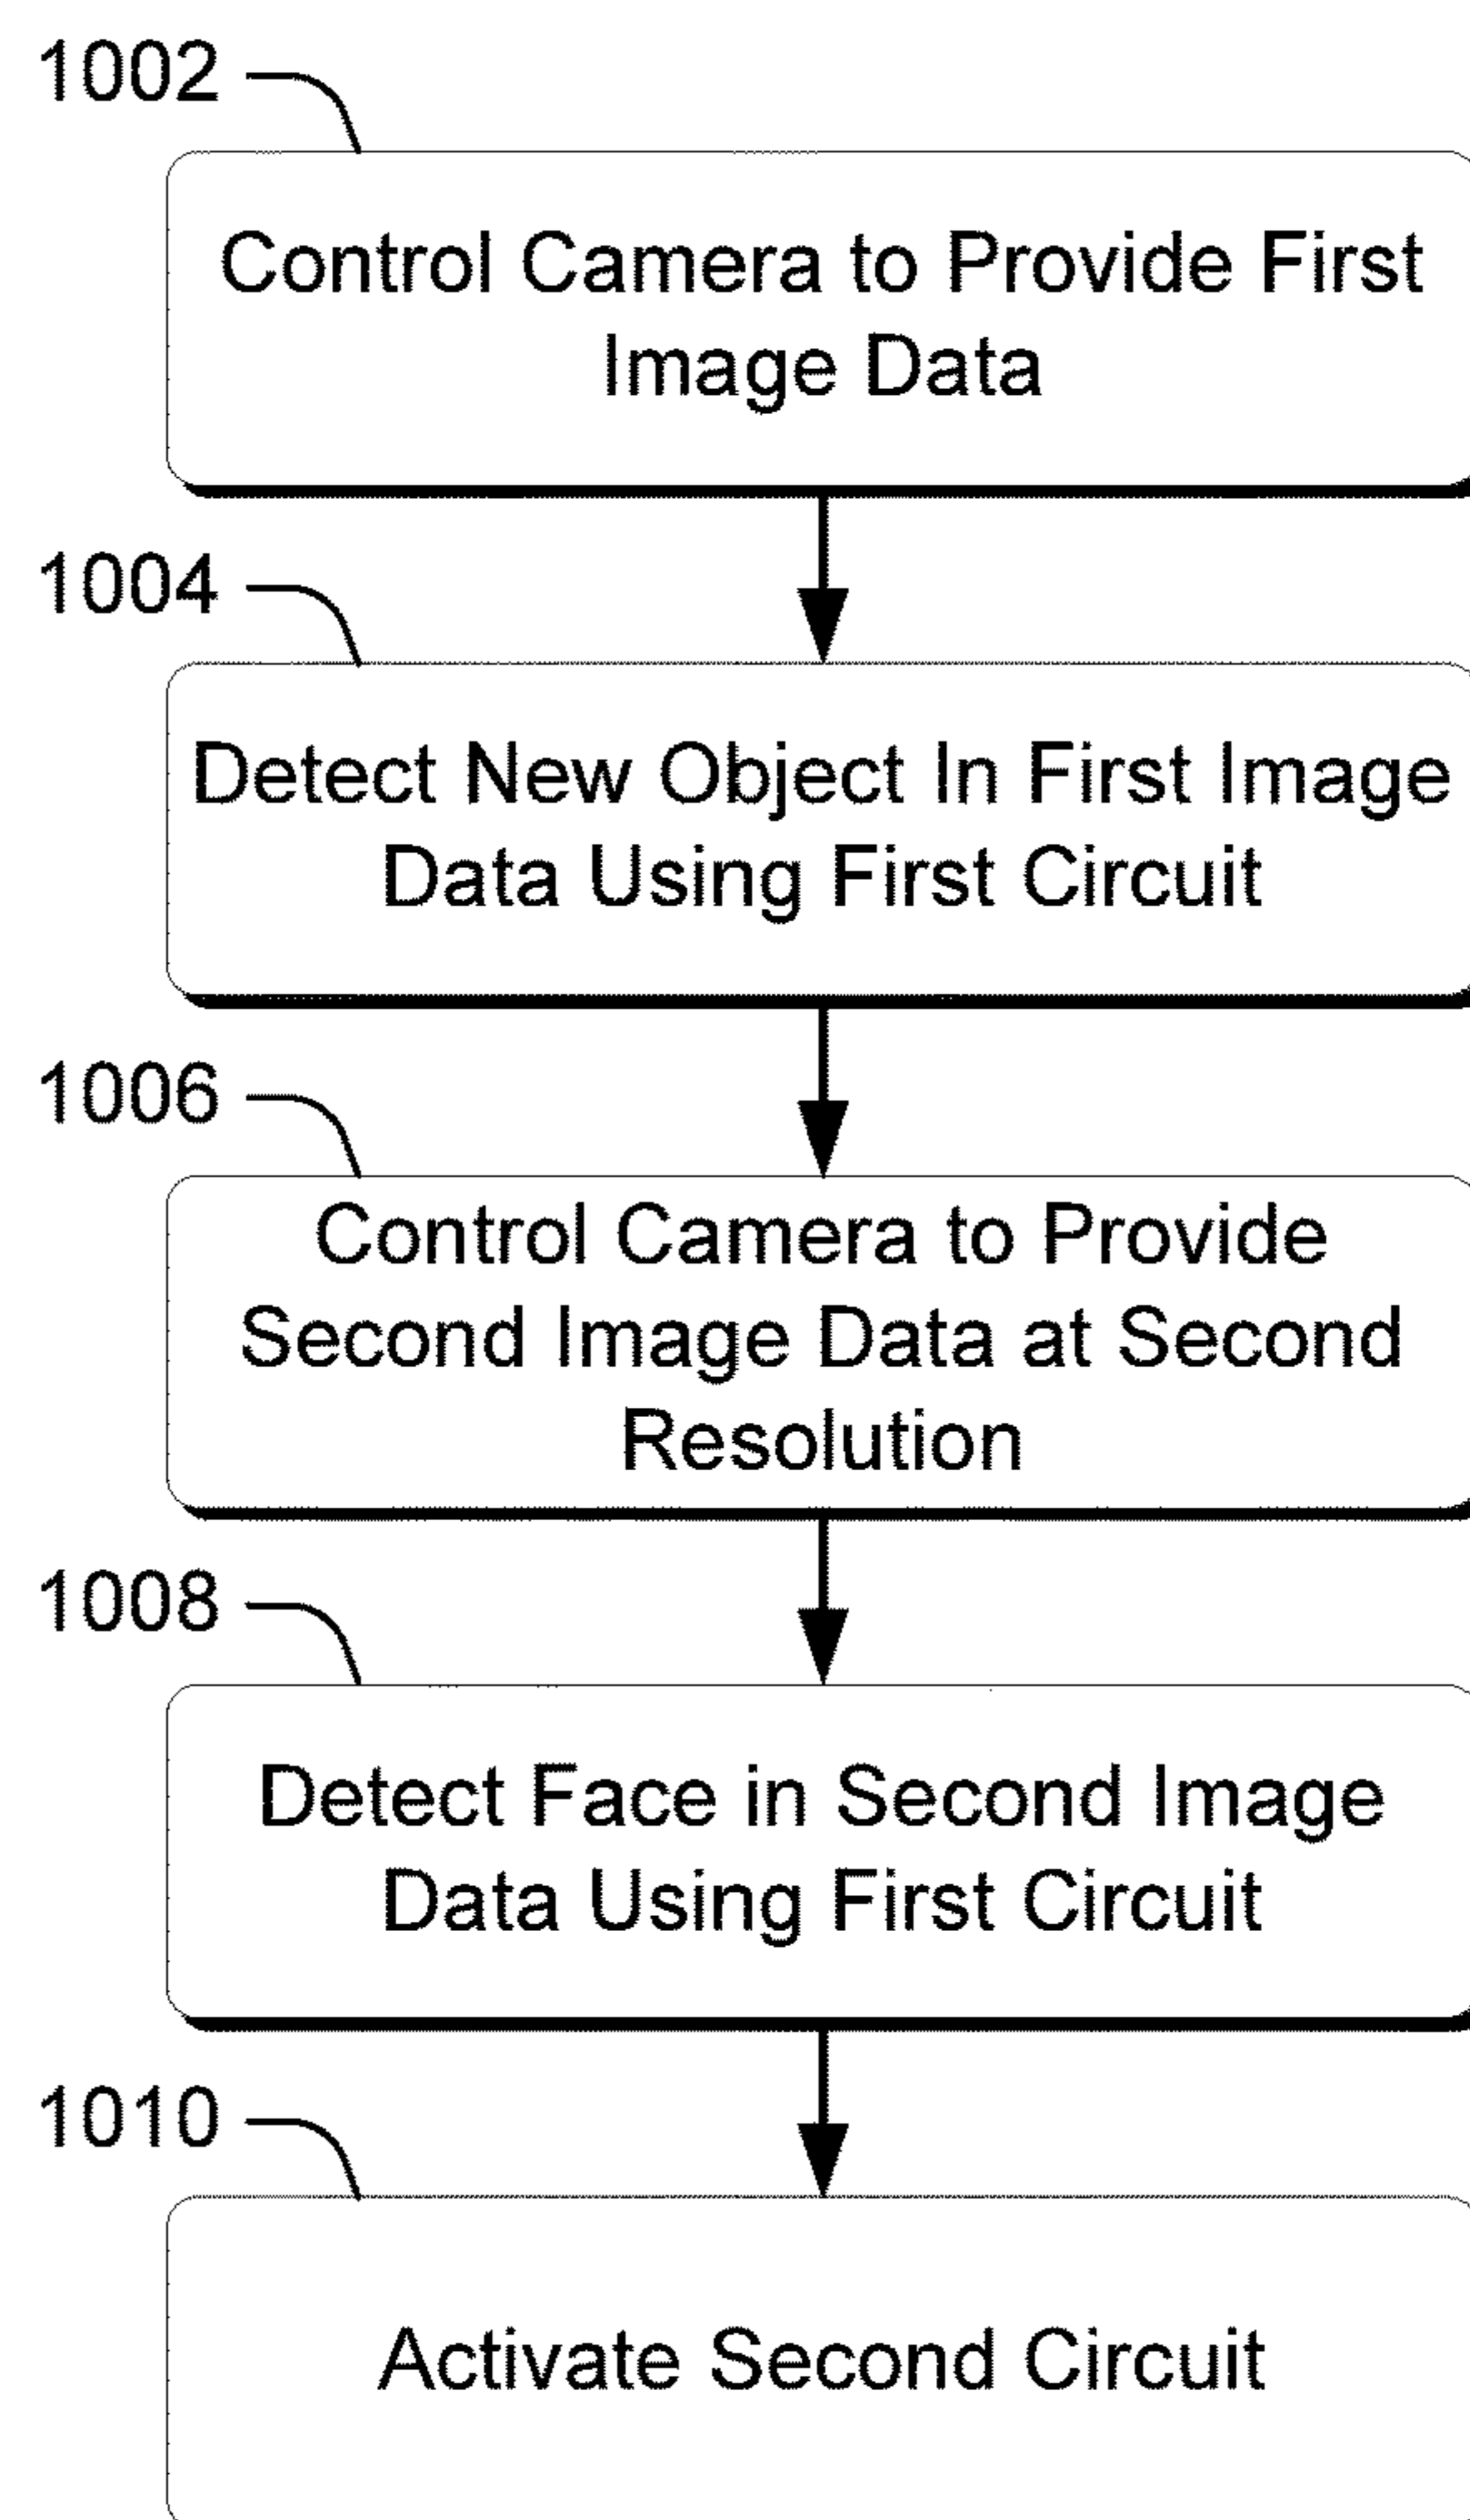 1002
Control Camera to Provide First
Image Data
1004
Detect New Object In First Image
Data Using First Circuit
1006
Control Camera to Provide
Second Image Data at Second
Resolution
1008
Detect Face in Second Image
Data Using First Circuit
1010
Activate Second Circuit